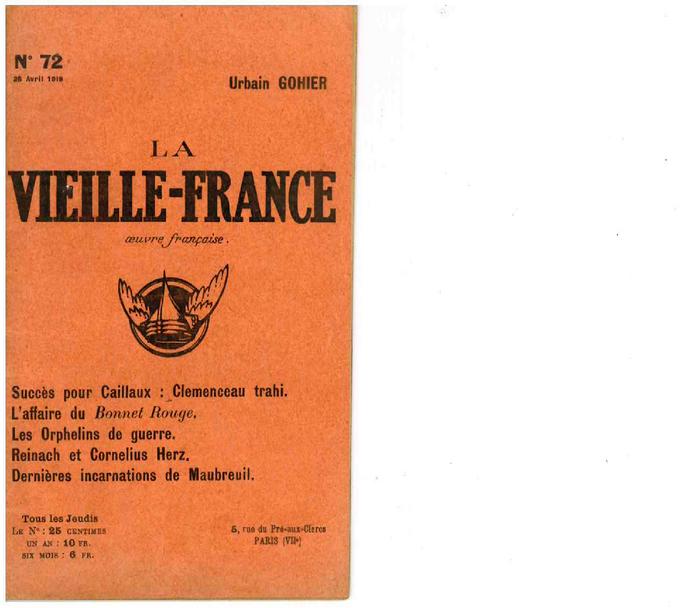 N° 72
25 Avril 1918
Urbain GOHIER
LA
VIEILLE-FRANCE
œuvre française.
Succès pour Caillaux : Clemenceau trahi.
L'affaire du Bonnet Rouge.
Les Orphelins de guerre.
Reinach et Cornelius Herz.
Dernières incarnations de Maubreuil.
Tous les Jeudis
LE N° : 25 CENTIMES
UN AN : 10 FR.
SIX MOIS : 6 FR.
5, rue du Pré-aux-Clercs
PARIS (VIIe)